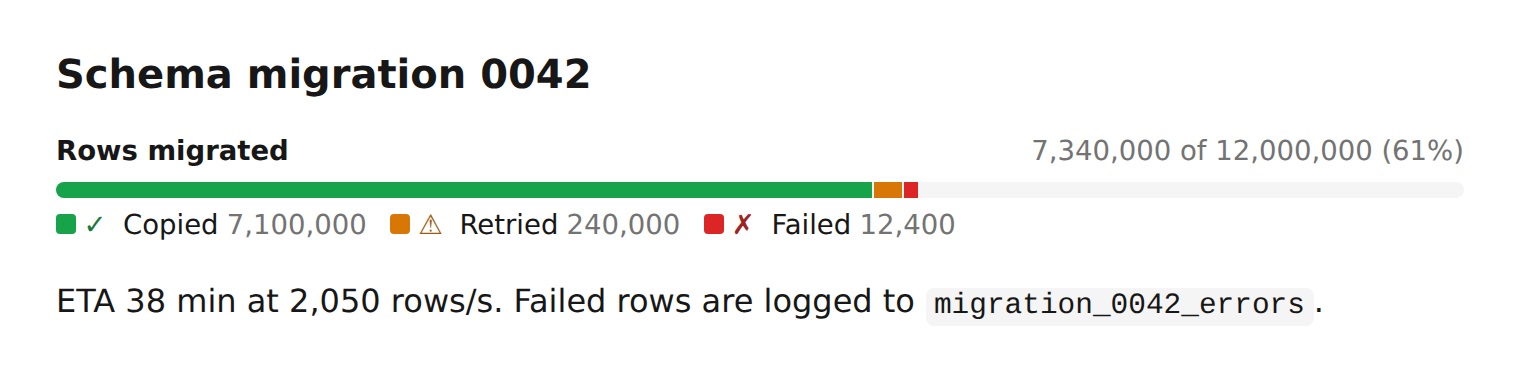 Schema migration 0042
Rows migrated 7,340,000 of 12,000,000 (61%)
✓ Copied 7,100,000 ⚠ Retried 240,000 ✗ Failed 12,400
ETA 38 min at 2,050 rows/s. Failed rows are logged to migration_0042_errors.